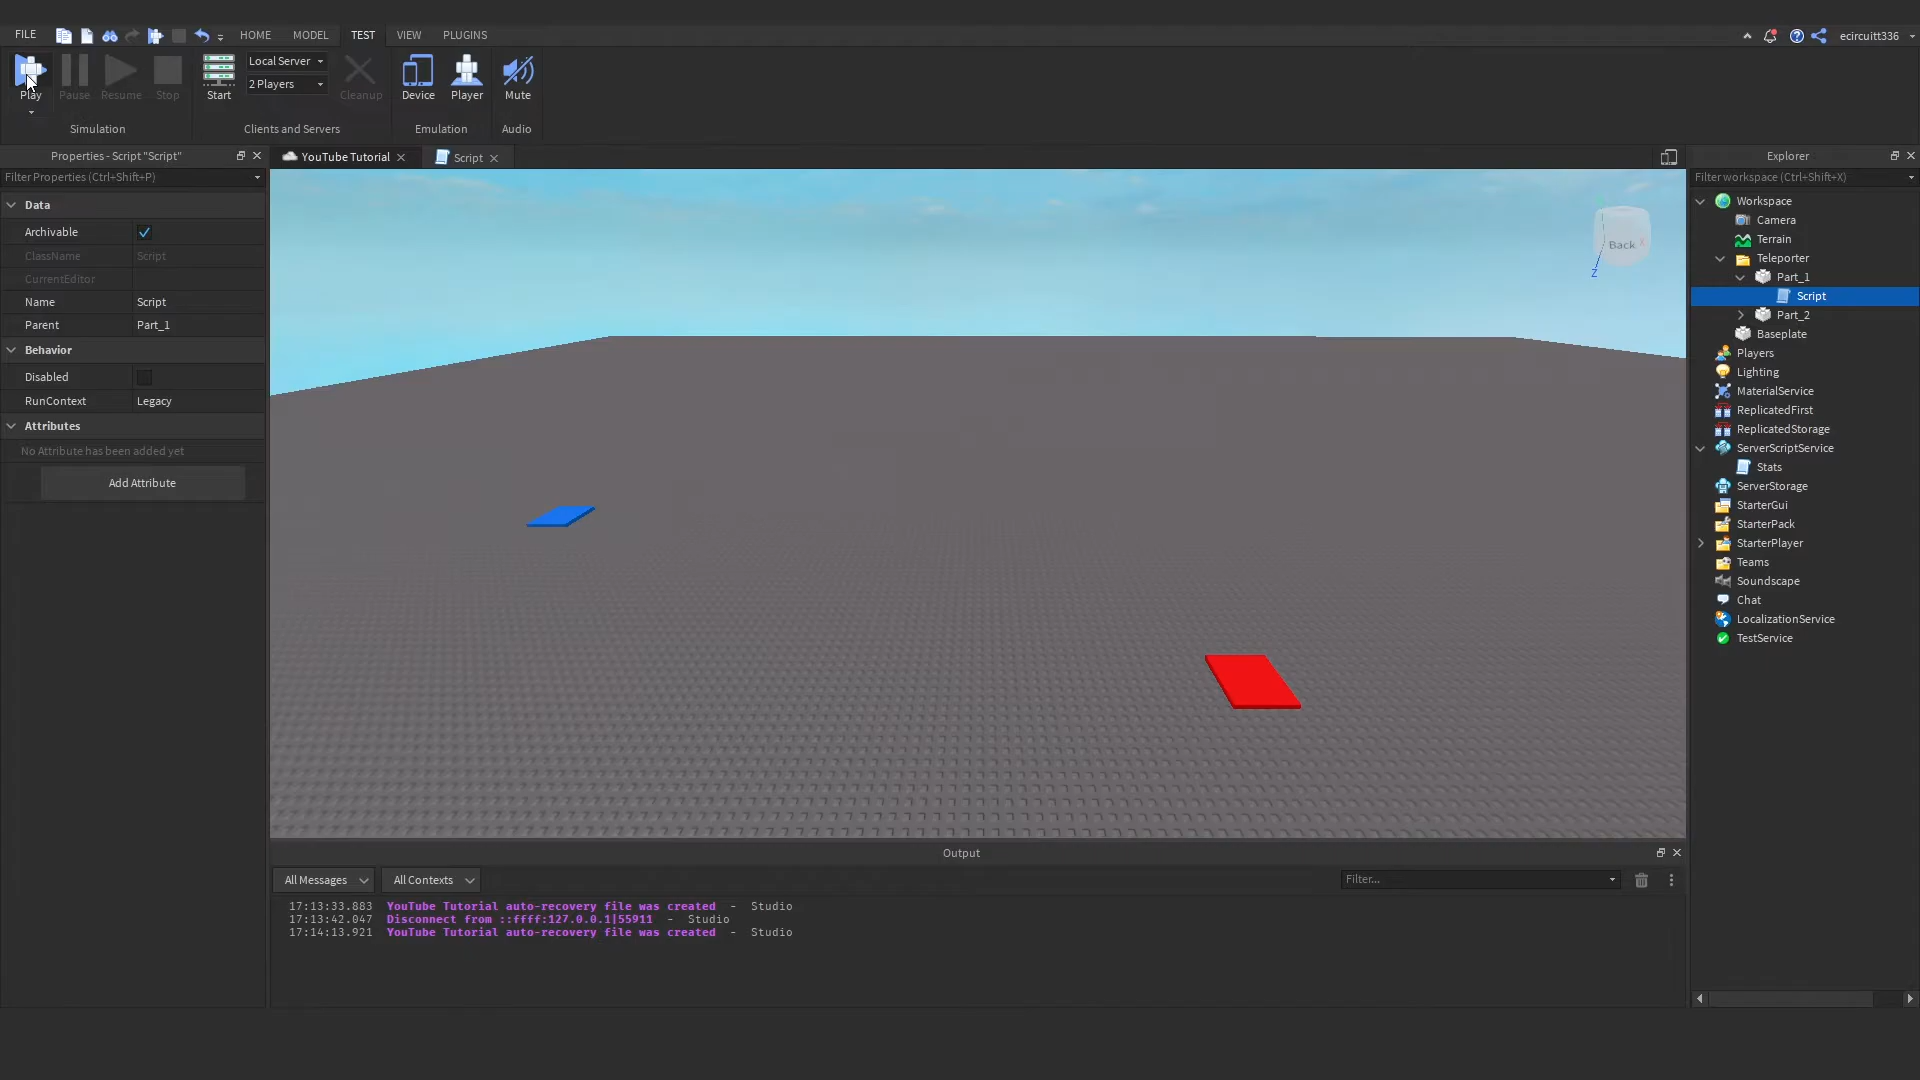 FILE
HOME
MODEL
TEST
VIEW
PLUGINS
ecircuitt336
Play
Pause
Resume
Stop
Start
Local Server
2 Players
Cleanup
Device
Player
Mute
Simulation
Clients and Servers
Emulation
Audio
Properties - Script "Script"
Filter Properties (Ctrl+Shift+P)
Data
Archivable
ClassName Script
CurrentEditor
Name Script
Parent Part_1
Behavior
Disabled
RunContext Legacy
Attributes
No Attribute has been added yet
Add Attribute
YouTube Tutorial
Script
Back
X
Z
Output
All Messages
All Contexts
Filter...
17:13:33.883 YouTube Tutorial auto-recovery file was created - Studio
17:13:42.047 Disconnect from ::ffff:127.0.0.1|55911 - Studio
17:14:13.921 YouTube Tutorial auto-recovery file was created - Studio
Explorer
Filter workspace (Ctrl+Shift+X)
Workspace
Camera
Terrain
Teleporter
Part_1
Script
Part_2
Baseplate
Players
Lighting
MaterialService
ReplicatedFirst
ReplicatedStorage
ServerScriptService
Stats
ServerStorage
StarterGui
StarterPack
StarterPlayer
Teams
Soundscape
Chat
LocalizationService
TestService